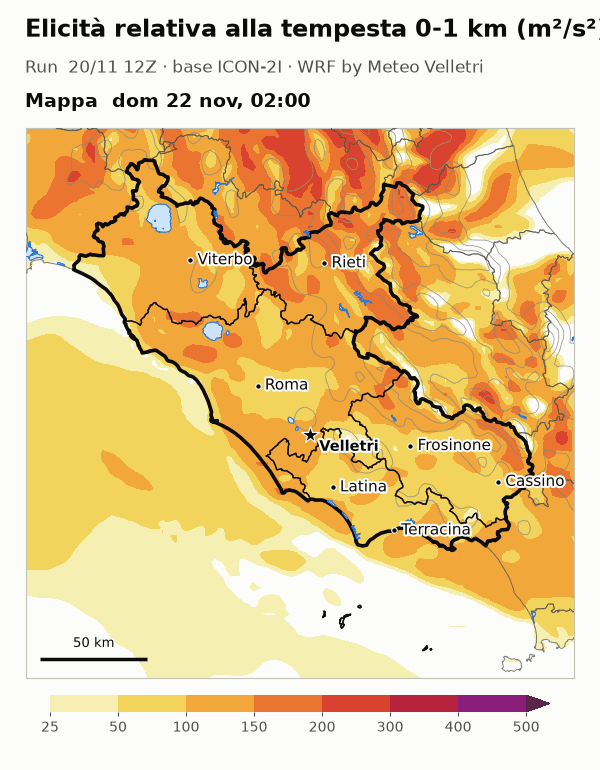 Elicità relativa alla tempesta 0-1 km (m²/s²)
Run  20/11 12Z · base ICON-2I · WRF by Meteo Velletri
Mappa  dom 22 nov, 02:00
Viterbo
Rieti
Roma
Velletri
Frosinone
Latina
Cassino
Terracina
50 km
25 50 100 150 200 300 400 500